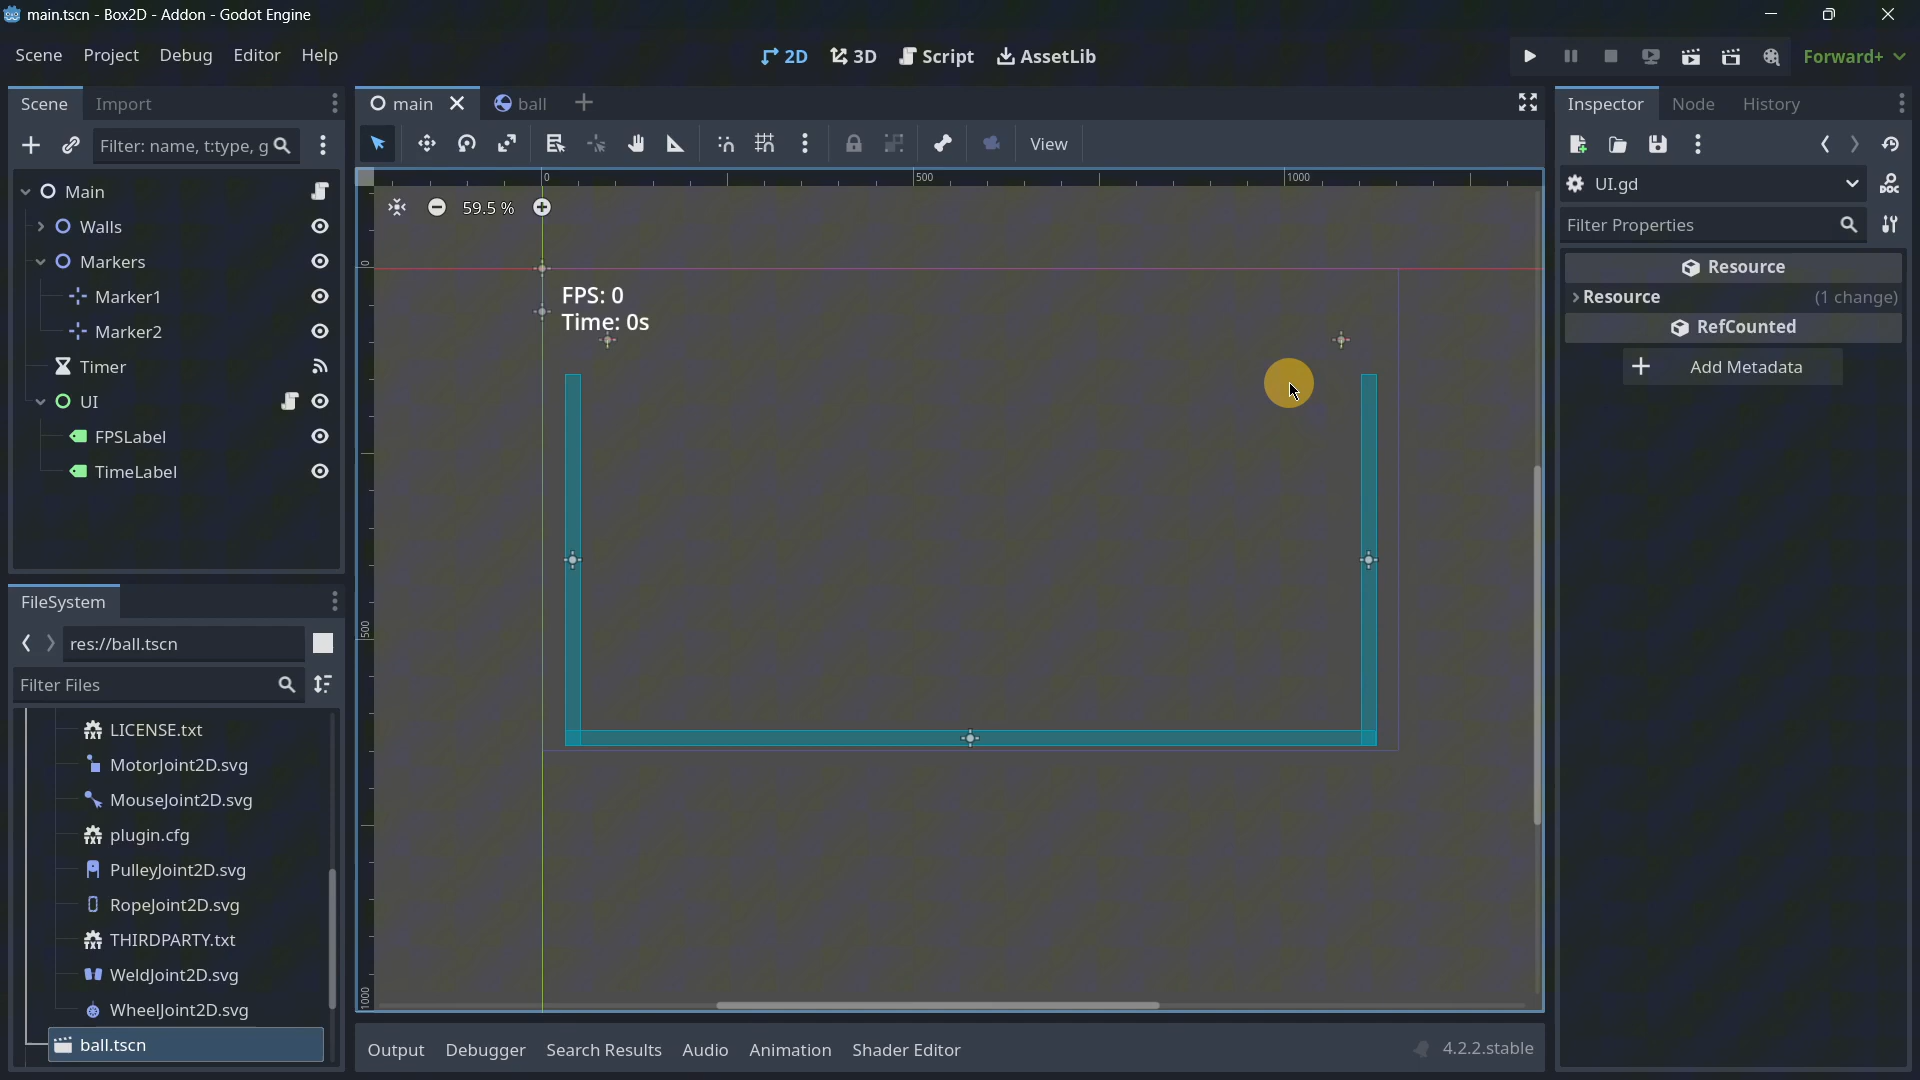 main.tscn - Box2D - Addon - Godot Engine
Scene Project Debug Editor Help
2D 3D Script AssetLib
Forward+
Scene Import
Filter: name, t:type, g
Main
Walls
Markers
Marker1
Marker2
Timer
UI
FPSLabel
TimeLabel
FileSystem
res://ball.tscn
Filter Files
LICENSE.txt
MotorJoint2D.svg
MouseJoint2D.svg
plugin.cfg
PulleyJoint2D.svg
RopeJoint2D.svg
THIRDPARTY.txt
WeldJoint2D.svg
WheelJoint2D.svg
ball.tscn
main ball
View
0 500 1000
59.5 %
0
FPS: 0
Time: 0s
500
1000
Output Debugger Search Results Audio Animation Shader Editor
4.2.2.stable
Inspector Node History
UI.gd
DOC
Filter Properties
Resource
Resource (1 change)
RefCounted
Add Metadata